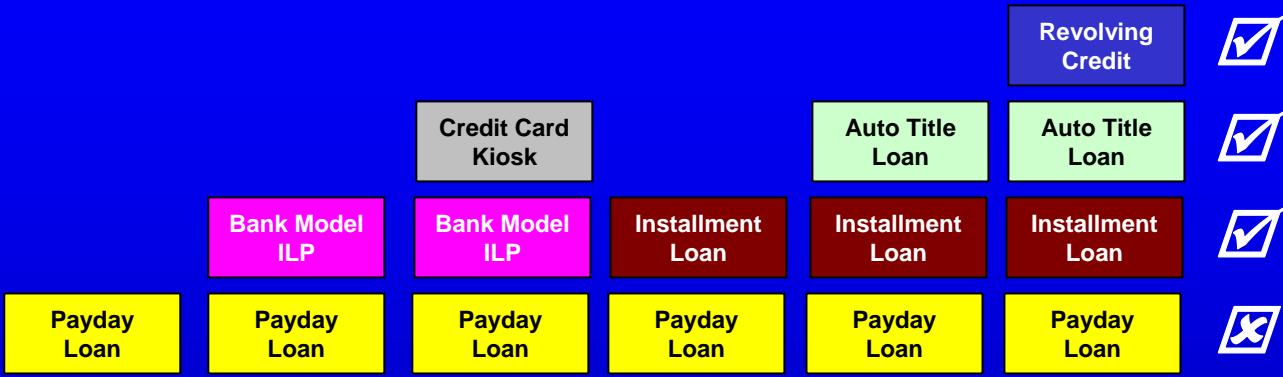 Revolving
Credit
Credit Card
Kiosk
Auto Title
Loan
Auto Title
Loan
Bank Model
ILP
Bank Model
ILP
Installment
Loan
Installment
Loan
Installment
Loan
Payday
Loan
Payday
Loan
Payday
Loan
Payday
Loan
Payday
Loan
Payday
Loan